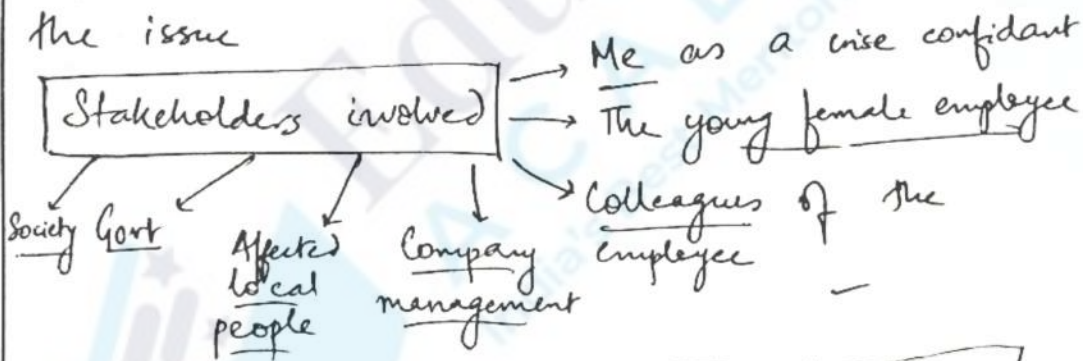 the issue
Stakeholders involved
Me as a wise confidant
The young female employee
Colleagues of the
employee
Society Govt
Affected
local
people
Company
management